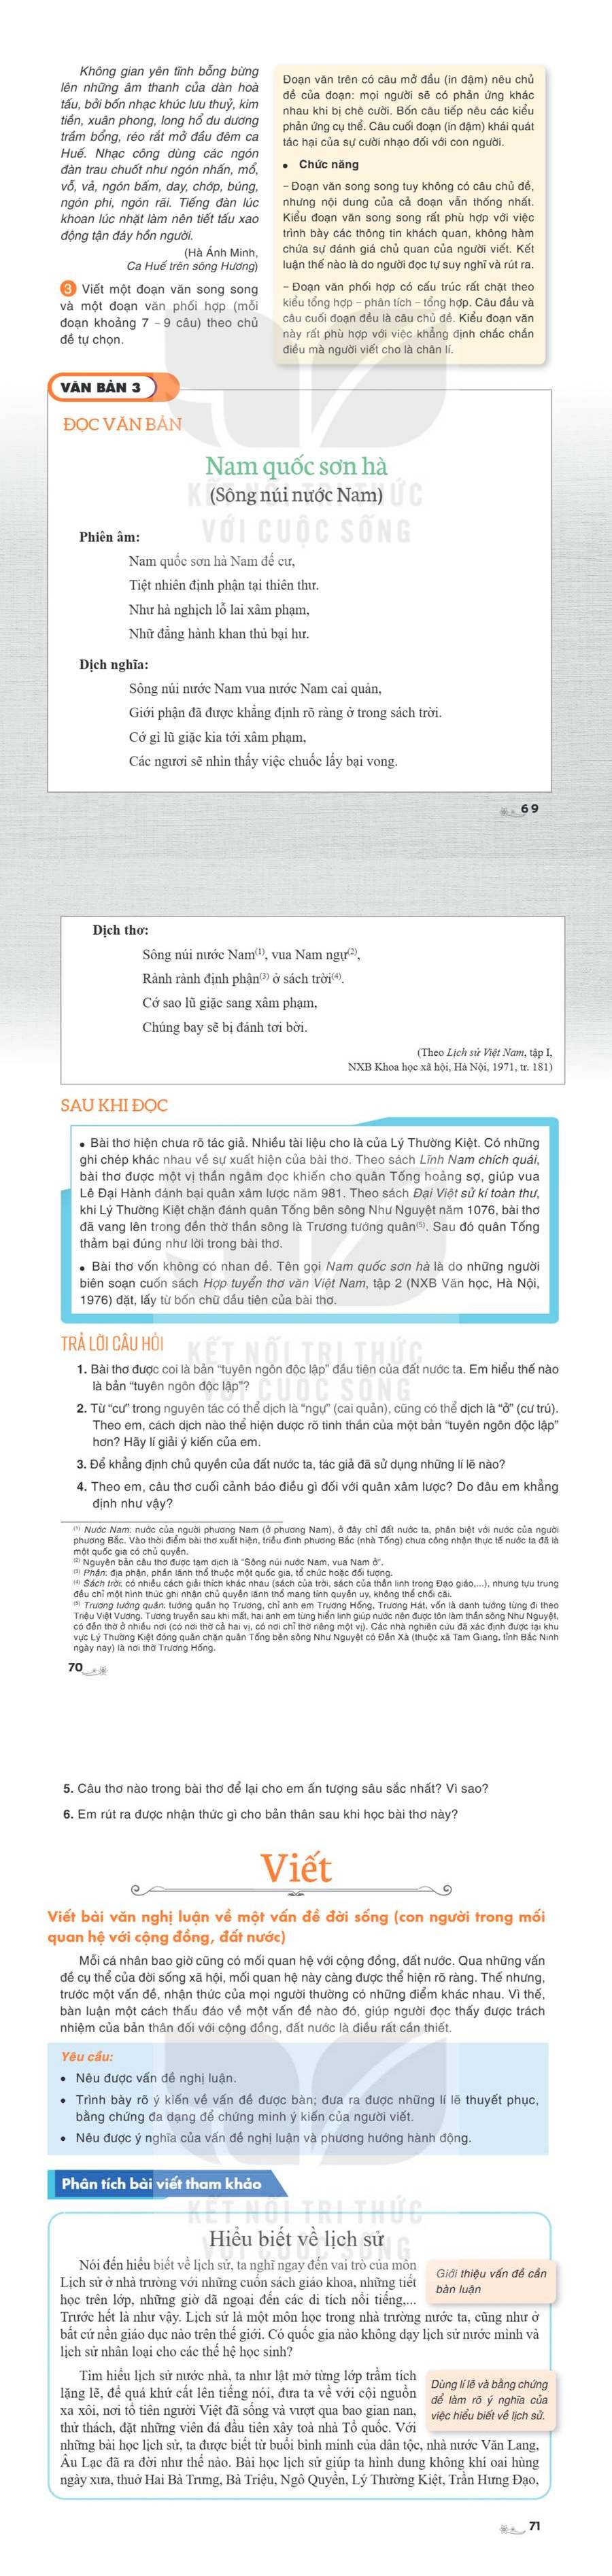 Không gian yên tĩnh bỗng bừng
lên những âm thanh của dàn hoà
tấu, bởi bốn nhạc khúc lưu thuỷ, kim
tiền, xuân phong, long hổ du dương
trầm bổng, réo rắt mở đầu đêm ca
Huế. Nhạc công dùng các ngón
đàn trau chuốt như ngón nhấn, mổ,
vỗ, vả, ngón bấm, day, chớp, búng,
ngón phi, ngón rãi. Tiếng đàn lúc
khoan lúc nhặt làm nên tiết tấu xao
động tận đáy hồn người.
(Hà Ánh Minh,
Ca Huế trên sông Hương)
3 Viết một đoạn văn song song
và một đoạn văn phối hợp (mỗi
đoạn khoảng 7 – 9 câu) theo chủ
đề tự chọn.
Đoạn văn trên có câu mở đầu (in đậm) nêu chủ
đề của đoạn: mọi người sẽ có phản ứng khác
nhau khi bị chê cười. Bốn câu tiếp nêu các kiểu
phản ứng cụ thể. Câu cuối đoạn (in đậm) khái quát
tác hại của sự cười nhạo đối với con người.
• Chức năng
– Đoạn văn song song tuy không có câu chủ đề,
nhưng nội dung của cả đoạn vẫn thống nhất.
Kiểu đoạn văn song song rất phù hợp với việc
trình bày các thông tin khách quan, không hàm
chứa sự đánh giá chủ quan của người viết. Kết
luận thế nào là do người đọc tự suy nghĩ và rút ra.
– Đoạn văn phối hợp có cấu trúc rất chặt theo
kiểu tổng hợp – phân tích – tổng hợp. Câu đầu và
câu cuối đoạn đều là câu chủ đề. Kiểu đoạn văn
này rất phù hợp với việc khẳng định chắc chắn
điều mà người viết cho là chân lí.
VĂN BẢN 3
ĐỌC VĂN BẢN
Nam quốc sơn hà
(Sông núi nước Nam)
KẾT NỐI TRI THỨC
VỚI CUỘC SỐNG
Phiên âm:
Nam quốc sơn hà Nam đế cư,
Tiệt nhiên định phận tại thiên thư.
Như hà nghịch lỗ lai xâm phạm,
Nhữ đẳng hành khan thủ bại hư.
Dịch nghĩa:
Sông núi nước Nam vua nước Nam cai quản,
Giới phận đã được khẳng định rõ ràng ở trong sách trời.
Cớ gì lũ giặc kia tới xâm phạm,
Các ngươi sẽ nhìn thấy việc chuốc lấy bại vong.
69
Dịch thơ:
Sông núi nước Nam(1), vua Nam ngự(2),
Rành rành định phận(3) ở sách trời(4).
Cớ sao lũ giặc sang xâm phạm,
Chúng bay sẽ bị đánh tơi bời.
(Theo Lịch sử Việt Nam, tập I,
NXB Khoa học xã hội, Hà Nội, 1971, tr. 181)
SAU KHI ĐỌC
• Bài thơ hiện chưa rõ tác giả. Nhiều tài liệu cho là của Lý Thường Kiệt. Có những
ghi chép khác nhau về sự xuất hiện của bài thơ. Theo sách Lĩnh Nam chích quái,
bài thơ được một vị thần ngâm đọc khiến cho quân Tống hoảng sợ, giúp vua
Lê Đại Hành đánh bại quân xâm lược năm 981. Theo sách Đại Việt sử kí toàn thư,
khi Lý Thường Kiệt chặn đánh quân Tống bên sông Như Nguyệt năm 1076, bài thơ
đã vang lên trong đền thờ thần sông là Trương tướng quân(5). Sau đó quân Tống
thảm bại đúng như lời trong bài thơ.
• Bài thơ vốn không có nhan đề. Tên gọi Nam quốc sơn hà là do những người
biên soạn cuốn sách Hợp tuyển thơ văn Việt Nam, tập 2 (NXB Văn học, Hà Nội,
1976) đặt, lấy từ bốn chữ đầu tiên của bài thơ.
TRẢ LỜI CÂU HỎI
KẾT NỐI TRI THỨC
VỚI CUỘC SỐNG
1. Bài thơ được coi là bản “tuyên ngôn độc lập” đầu tiên của đất nước ta. Em hiểu thế nào
là bản “tuyên ngôn độc lập”?
2. Từ “cư” trong nguyên tác có thể dịch là “ngự” (cai quản), cũng có thể dịch là “ở” (cư trú).
Theo em, cách dịch nào thể hiện được rõ tinh thần của một bản “tuyên ngôn độc lập”
hơn? Hãy lí giải ý kiến của em.
3. Để khẳng định chủ quyền của đất nước ta, tác giả đã sử dụng những lí lẽ nào?
4. Theo em, câu thơ cuối cảnh báo điều gì đối với quân xâm lược? Do đâu em khẳng
định như vậy?
(1) Nước Nam: nước của người phương Nam (ở phương Nam), ở đây chỉ đất nước ta, phân biệt với nước của người
phương Bắc. Vào thời điểm bài thơ xuất hiện, triều đình phương Bắc (nhà Tống) chưa công nhận thực tế nước ta đã là
một quốc gia có chủ quyền.
(2) Nguyên bản câu thơ được tạm dịch là “Sông núi nước Nam, vua Nam ở”.
(3) Phận: địa phận, phần lãnh thổ thuộc một quốc gia, tổ chức hoặc đối tượng.
(4) Sách trời: có nhiều cách giải thích khác nhau (sách của trời, sách của thần linh trong Đạo giáo,...), nhưng tựu trung
đều chỉ một hình thức ghi nhận chủ quyền lãnh thổ mang tính quyền uy, không thể chối cãi.
(5) Trương tướng quân: tướng quân họ Trương, chỉ anh em Trương Hống, Trương Hát, vốn là danh tướng từng đi theo
Triệu Việt Vương. Tương truyền sau khi mất, hai anh em từng hiển linh giúp nước nên được tôn làm thần sông Như Nguyệt,
có đền thờ ở nhiều nơi (có nơi thờ cả hai vị, có nơi chỉ thờ riêng một vị). Các nhà nghiên cứu đã xác định được tại khu
vực Lý Thường Kiệt đóng quân chặn quân Tống bên sông Như Nguyệt có Đền Xà (thuộc xã Tam Giang, tỉnh Bắc Ninh
ngày nay) là nơi thờ Trương Hống.
70
5. Câu thơ nào trong bài thơ để lại cho em ấn tượng sâu sắc nhất? Vì sao?
6. Em rút ra được nhận thức gì cho bản thân sau khi học bài thơ này?
Viết
Viết bài văn nghị luận về một vấn đề đời sống (con người trong mối
quan hệ với cộng đồng, đất nước)
Mỗi cá nhân bao giờ cũng có mối quan hệ với cộng đồng, đất nước. Qua những vấn
đề cụ thể của đời sống xã hội, mối quan hệ này càng được thể hiện rõ ràng. Thế nhưng,
trước một vấn đề, nhận thức của mọi người thường có những điểm khác nhau. Vì thế,
bàn luận một cách thấu đáo về một vấn đề nào đó, giúp người đọc thấy được trách
nhiệm của bản thân đối với cộng đồng, đất nước là điều rất cần thiết.
Yêu cầu:
• Nêu được vấn đề nghị luận.
• Trình bày rõ ý kiến về vấn đề được bàn; đưa ra được những lí lẽ thuyết phục,
bằng chứng đa dạng để chứng minh ý kiến của người viết.
• Nêu được ý nghĩa của vấn đề nghị luận và phương hướng hành động.
Phân tích bài viết tham khảo
KẾT NỐI TRI THỨC
VỚI CUỘC SỐNG
Hiểu biết về lịch sử
Nói đến hiểu biết về lịch sử, ta nghĩ ngay đến vai trò của môn
Lịch sử ở nhà trường với những cuốn sách giáo khoa, những tiết
học trên lớp, những giờ dã ngoại đến các di tích nổi tiếng,...
Trước hết là như vậy. Lịch sử là một môn học trong nhà trường nước ta, cũng như ở
bất cứ nền giáo dục nào trên thế giới. Có quốc gia nào không dạy lịch sử nước mình và
lịch sử nhân loại cho các thế hệ học sinh?
Giới thiệu vấn đề cần
bàn luận
Tìm hiểu lịch sử nước nhà, ta như lật mở từng lớp trầm tích
lặng lẽ, để quá khứ cất lên tiếng nói, đưa ta về với cội nguồn
xa xôi, nơi tổ tiên người Việt đã sống và vượt qua bao gian nan,
thử thách, đặt những viên đá đầu tiên xây toà nhà Tổ quốc. Với
những bài học lịch sử, ta được biết từ buổi bình minh của dân tộc, nhà nước Văn Lang,
Âu Lạc đã ra đời như thế nào. Bài học lịch sử giúp ta hình dung không khí oai hùng
ngày xưa, thuở Hai Bà Trưng, Bà Triệu, Ngô Quyền, Lý Thường Kiệt, Trần Hưng Đạo,
Dùng lí lẽ và bằng chứng
để làm rõ ý nghĩa của
việc hiểu biết về lịch sử.
71